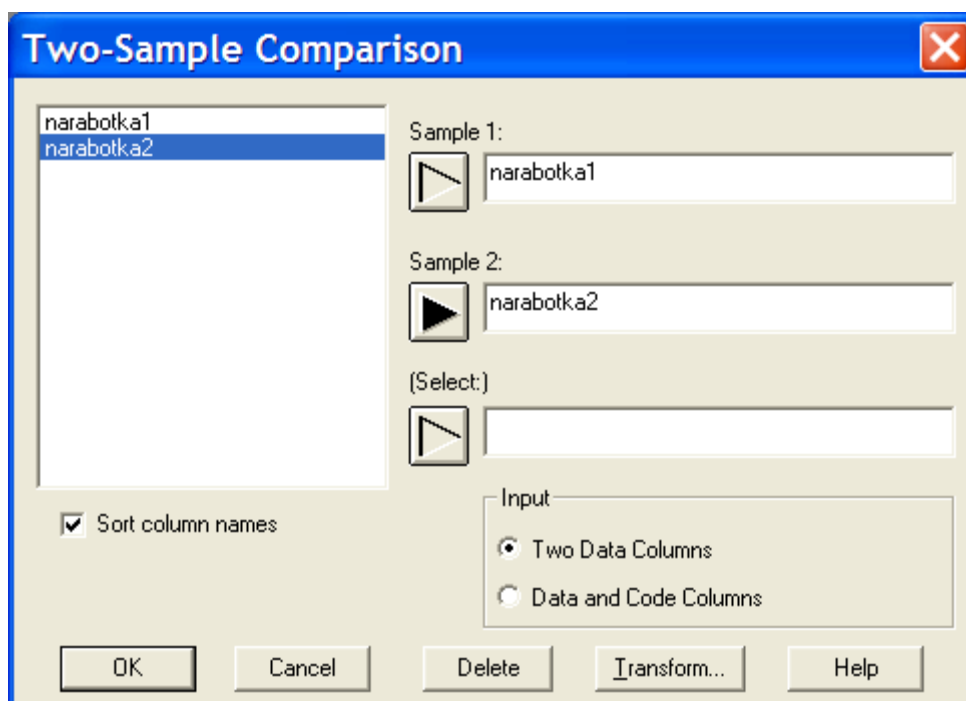 Two-Sample Comparison
narabotka1
narabotka2
Sample 1:
narabotka1
Sample 2:
narabotka2
(Select:)
Sort column names
Input
Two Data Columns
Data and Code Columns
OK
Cancel
Delete
Transform...
Help